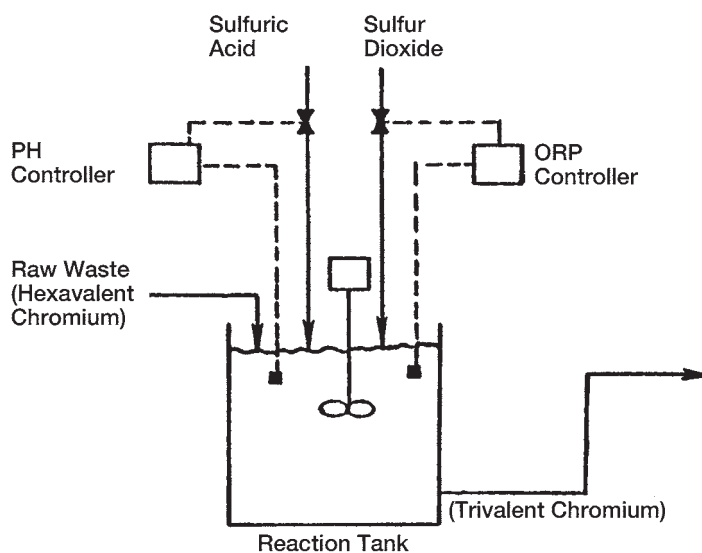 Sulfuric
Acid
Sulfur
Dioxide
PH
Controller
ORP
Controller
Raw Waste
(Hexavalent
Chromium)
(Trivalent Chromium)
Reaction Tank